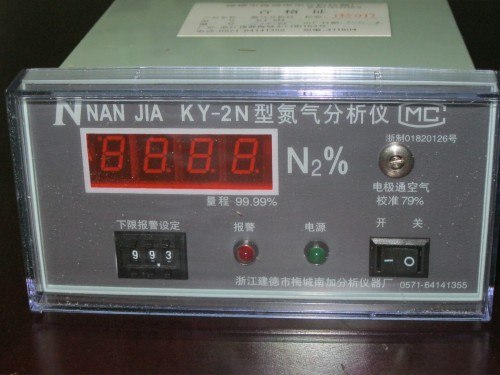 合格证
N NAN JIA KY-2N型氮气分析仪 MC
浙制01820126号
N₂%
量程 99.99%
电极通空气
校准79%
下限报警设定
报警
电源
开 关
993
浙江建德市梅城南加分析仪器厂 0571-64141355